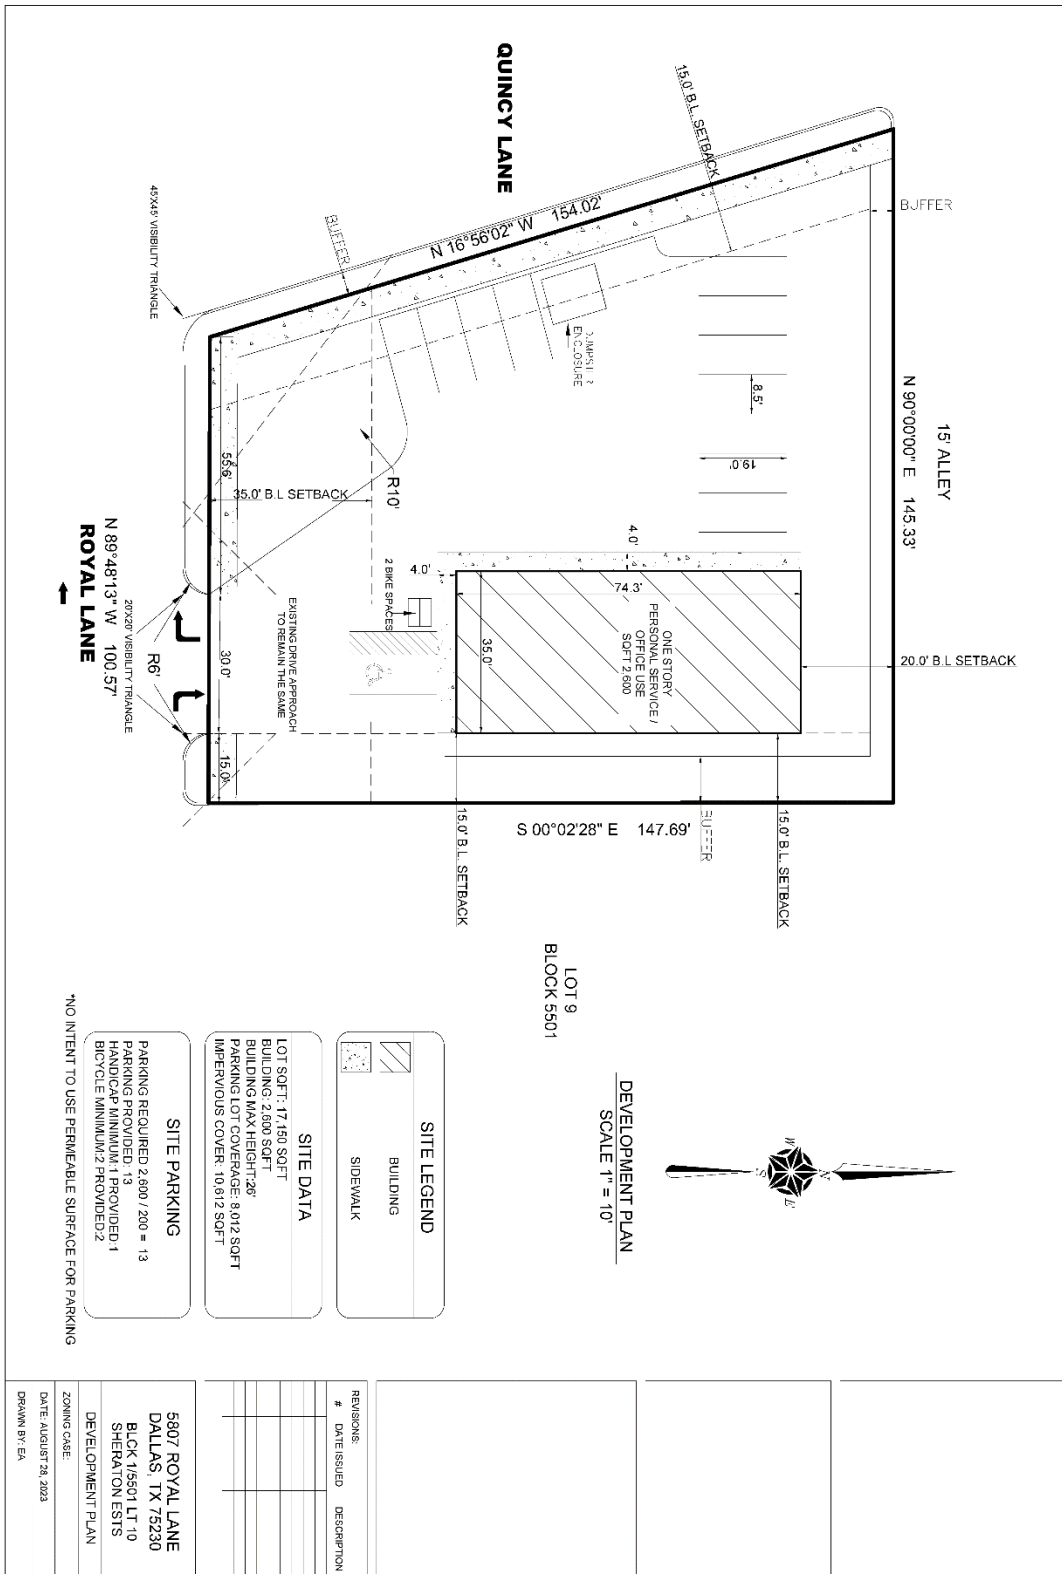 QUINCY LANE
15.0' B.L. SETBACK
BUFFER
N 16°56'02" W 154.02'
BUFFER
45'X45' VISIBILITY TRIANGLE
ENCLOSURE
8.5'
19.0'
15' ALLEY
N 90°00'00" E 145.33'
55.6'
35.0' B.L SETBACK
R10'
4.0'
4.0'
2 BIKE SPACES
74.3'
35.0'
ONE STORY
PERSONAL SERVICE /
OFFICE USE
SQFT 2,600
20.0' B.L SETBACK
EXISTING DRIVE APPROACH
TO REMAIN THE SAME
N 89°48'13" W 100.57'
ROYAL LANE
20'X20' VISIBILITY TRIANGLE
R6'
30.0'
15.0'
15.0' B.L. SETBACK
S 00°02'28" E 147.69'
BUFFER
15.0' B.L. SETBACK
LOT 9
BLOCK 5501
DEVELOPMENT PLAN
SCALE 1" = 10'
N
W
E
S
SITE LEGEND
BUILDING
SIDEWALK
SITE DATA
LOT SQFT: 17,150 SQFT
BUILDING: 2,600 SQFT
BUILDING MAX HEIGHT:26'
PARKING LOT COVERAGE: 8,012 SQFT
IMPERVIOUS COVER: 10,612 SQFT
SITE PARKING
PARKING REQUIRED 2,600 / 200 = 13
PARKING PROVIDED: 13
HANDICAP MINIMUM:1 PROVIDED:1
BICYCLE MINIMUM:2 PROVIDED:2
*NO INTENT TO USE PERMEABLE SURFACE FOR PARKING
REVISIONS:
# DATE ISSUED DESCRIPTION
5807 ROYAL LANE
DALLAS, TX 75230
BLCK 1/5501 LT 10
SHERATON ESTS
DEVELOPMENT PLAN
ZONING CASE:
DATE: AUGUST 28, 2023
DRAWN BY: EA